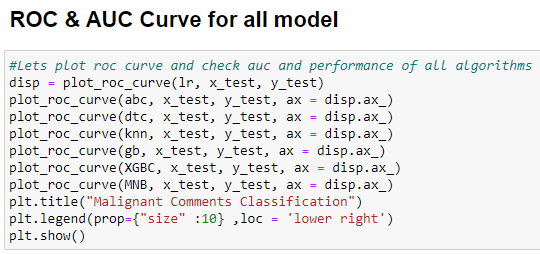 ROC & AUC Curve for all model
#Lets plot roc curve and check auc and performance of all algorithms
disp = plot_roc_curve(lr, x_test, y_test)
plot_roc_curve(abc, x_test, y_test, ax = disp.ax_)
plot_roc_curve(dtc, x_test, y_test, ax = disp.ax_)
plot_roc_curve(knn, x_test, y_test, ax = disp.ax_)
plot_roc_curve(gb, x_test, y_test, ax = disp.ax_)
plot_roc_curve(XGBC, x_test, y_test, ax = disp.ax_)
plot_roc_curve(MNB, x_test, y_test, ax = disp.ax_)
plt.title("Malignant Comments Classification")
plt.legend(prop={"size" :10} ,loc = 'lower right')
plt.show()